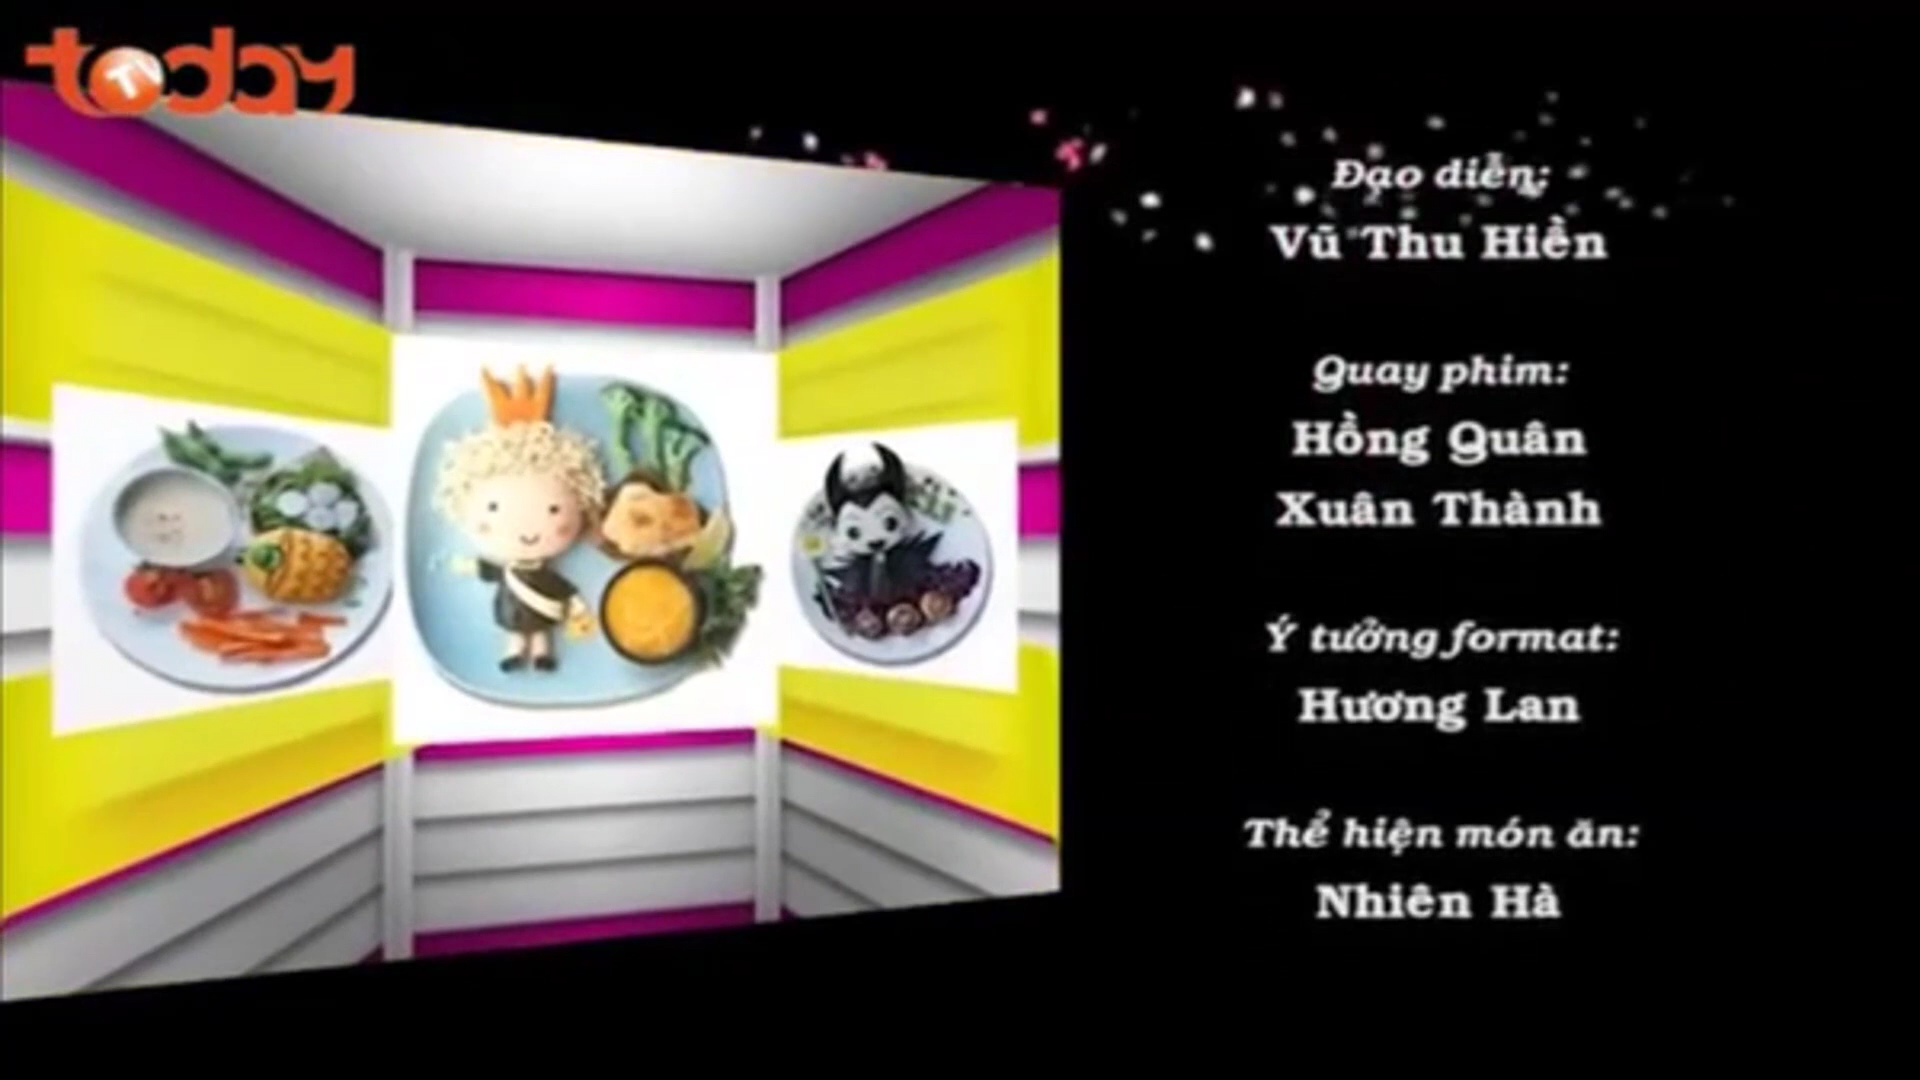 today
TV
Đạo diễn:
Vũ Thu Hiền
Quay phim:
Hồng Quân
Xuân Thành
Ý tưởng format:
Hương Lan
Thể hiện món ăn:
Nhiên Hà